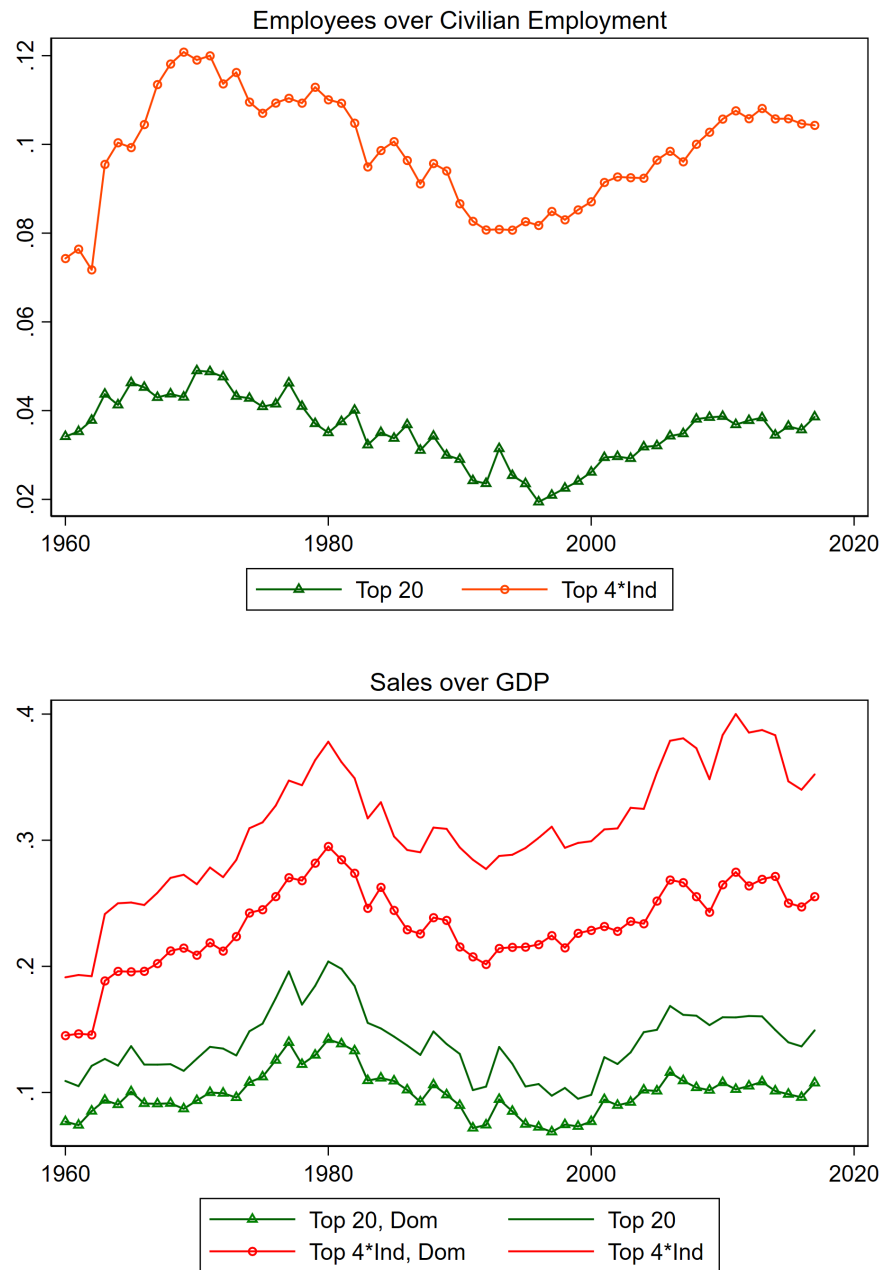 Employees over Civilian Employment
.12
.1
.08
.06
.04
.02
1960 1980 2000 2020
Top 20 Top 4*Ind
Sales over GDP
.4
.3
.2
.1
1960 1980 2000 2020
Top 20, Dom Top 20
Top 4*Ind, Dom Top 4*Ind